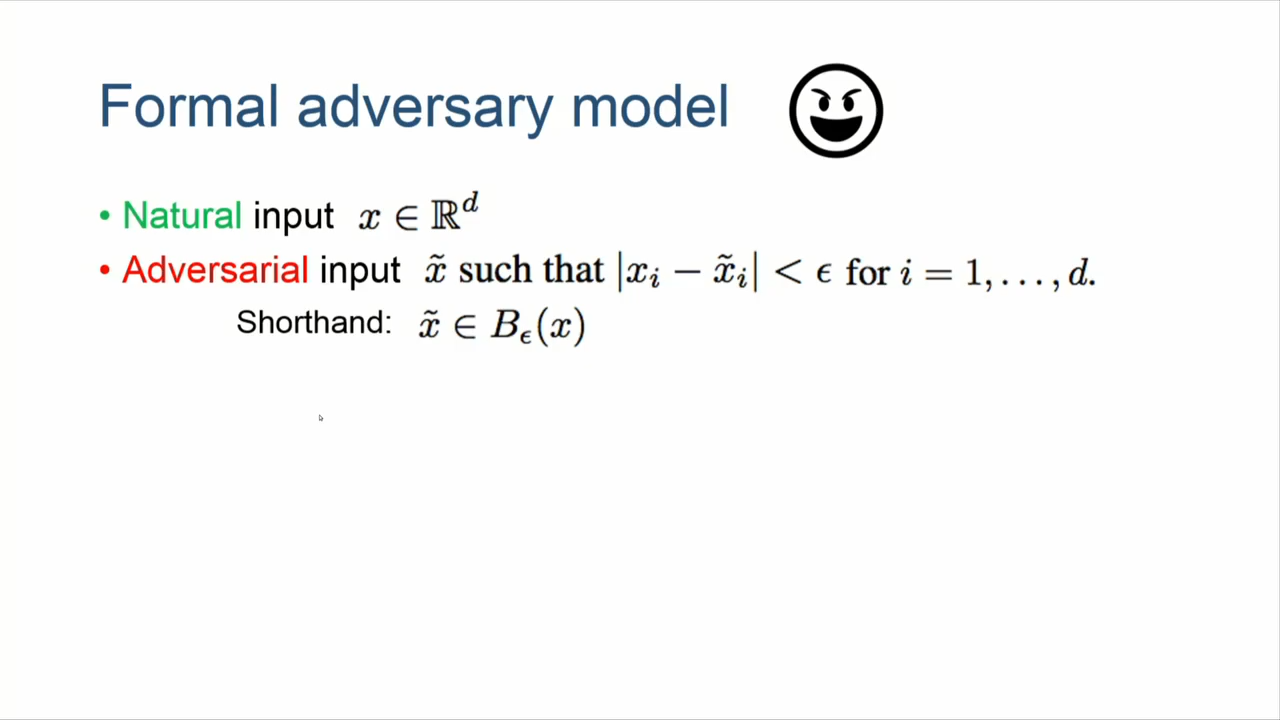 Formal adversary model
• Natural input x ∈ ℝ^d
• Adversarial input x̃ such that |x_i − x̃_i| < ϵ for i = 1, . . . , d.
Shorthand: x̃ ∈ B_ϵ(x)